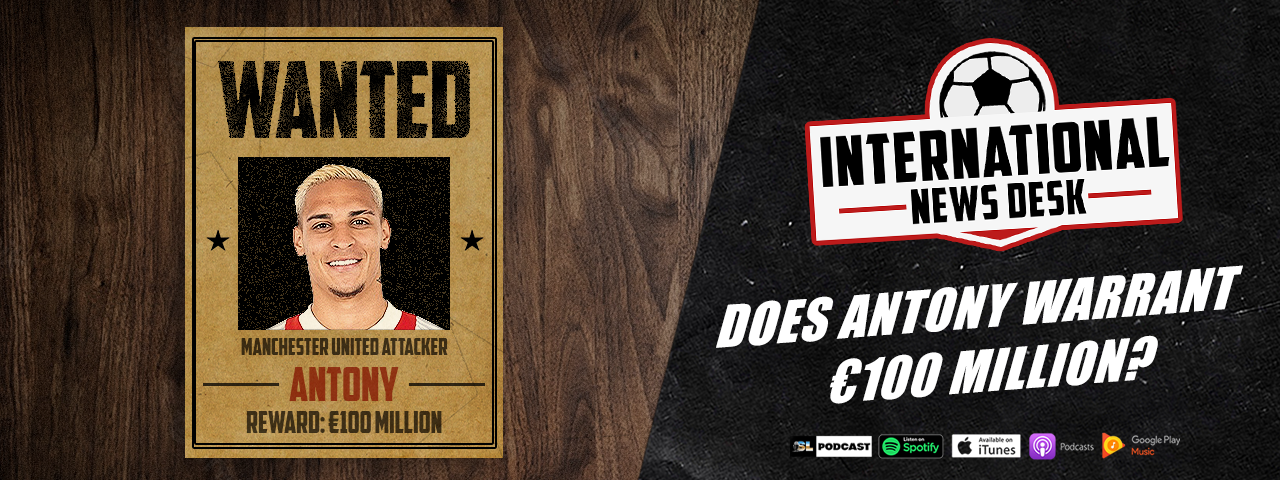 WANTED
MANCHESTER UNITED ATTACKER
ANTONY
REWARD: €100 MILLION
INTERNATIONAL
NEWS DESK
DOES ANTONY WARRANT
€100 MILLION?
SL PODCAST
Listen on
Spotify
Available on
iTunes
Podcasts
Google Play
Music